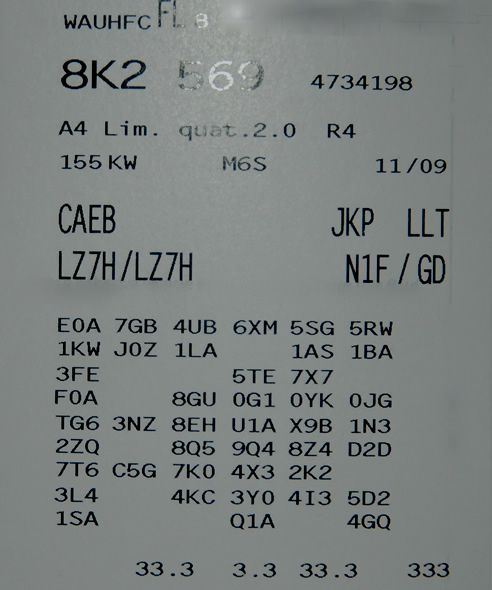 WAUHFC FL 8
8K2 569 4734198
A4 Lim. quat.2.0 R4
155 KW M6S 11/09
CAEB JKP LLT
LZ7H/LZ7H N1F / GD
E0A 7GB 4UB 6XM 5SG 5RW
1KW J0Z 1LA 1AS 1BA
3FE 5TE 7X7
F0A 8GU 0G1 0YK 0JG
TG6 3NZ 8EH U1A X9B 1N3
2ZQ 8Q5 9Q4 8Z4 D2D
7T6 C5G 7K0 4X3 2K2
3L4 4KC 3Y0 4I3 5D2
1SA Q1A 4GQ
33.3 3.3 33.3 333